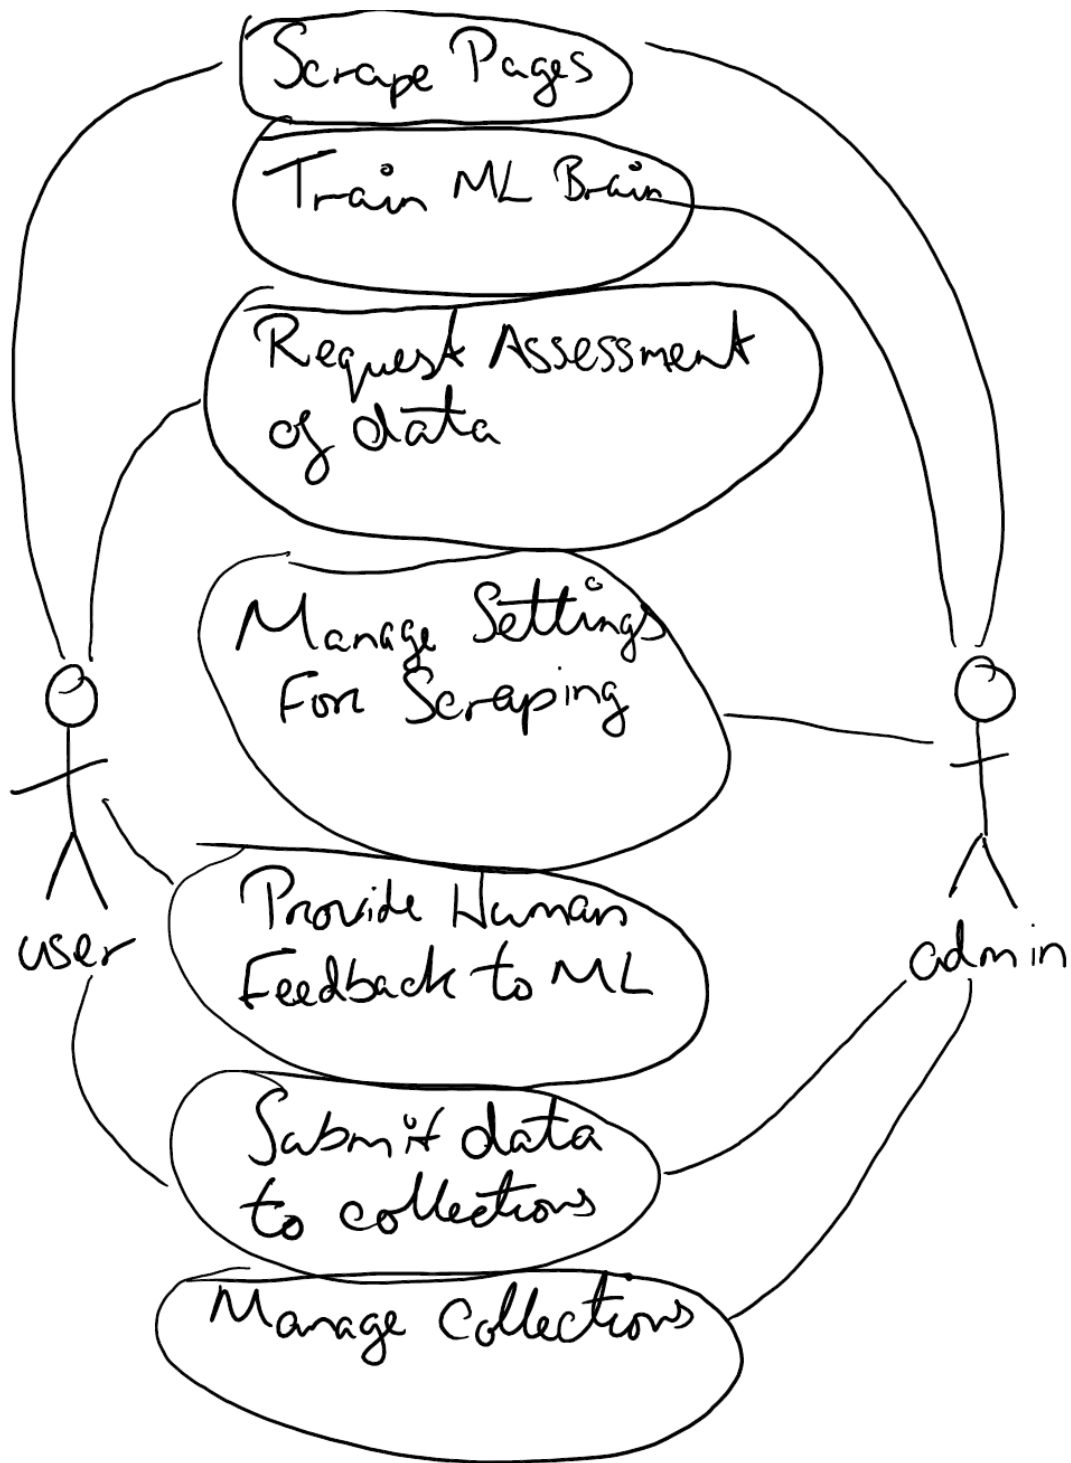 Scrape Pages
Train ML Brain
Request Assessment
of data
Manage Settings
For Scraping
user
admin
Provide Human
Feedback to ML
Submit data
to collections
Manage Collections